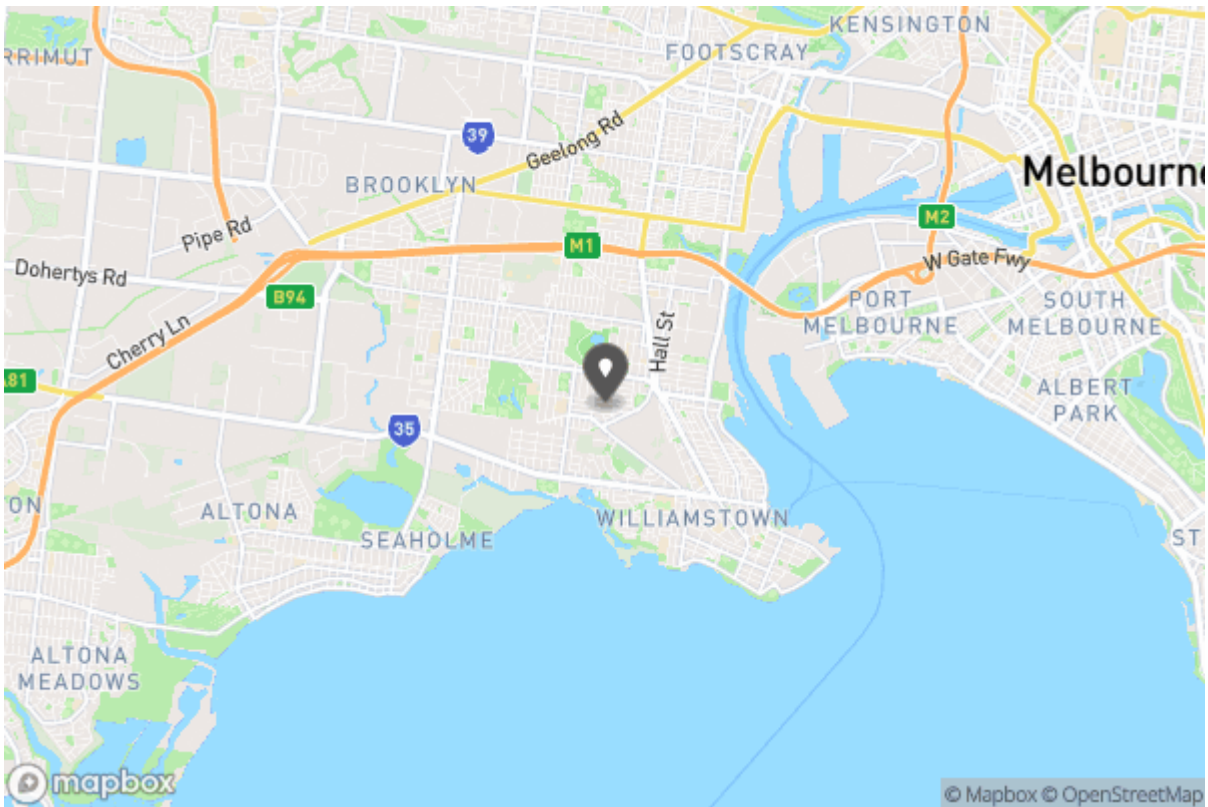 KENSINGTON
FOOTSCRAY
RRIMUT
39
Geelong Rd
BROOKLYN
Melbourne
M2
Pipe Rd
M1
W Gate Fwy
Dohertys Rd
B94
PORT
MELBOURNE
SOUTH
MELBOURNE
Cherry Ln
Hall St
A81
ALBERT
PARK
35
ON
ALTONA
WILLIAMSTOWN
SEAHOLME
ST
ALTONA
MEADOWS
mapbox
© Mapbox © OpenStreetMap